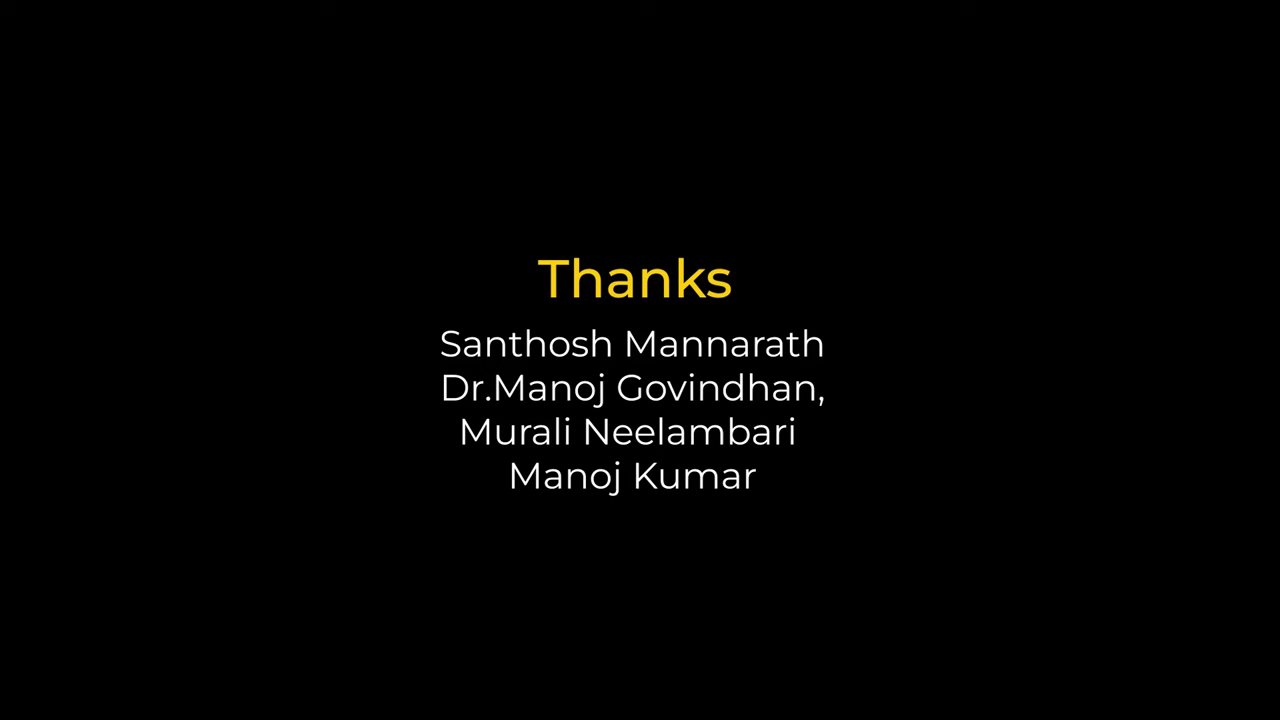 Thanks
Santhosh Mannarath
Dr.Manoj Govindhan,
Murali Neelambari
Manoj Kumar